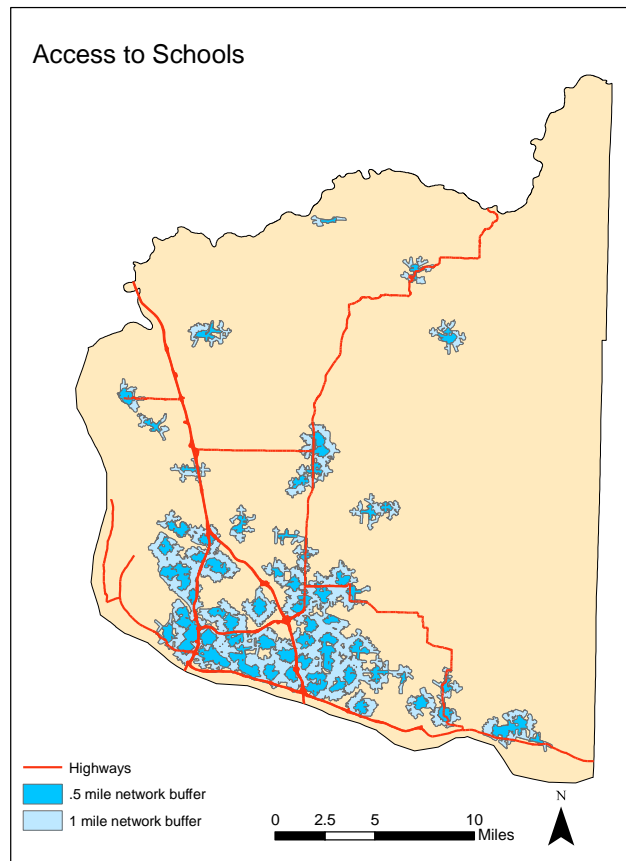 Access to Schools
Highways
.5 mile network buffer
1 mile network buffer
0 2.5 5 10
Miles
N